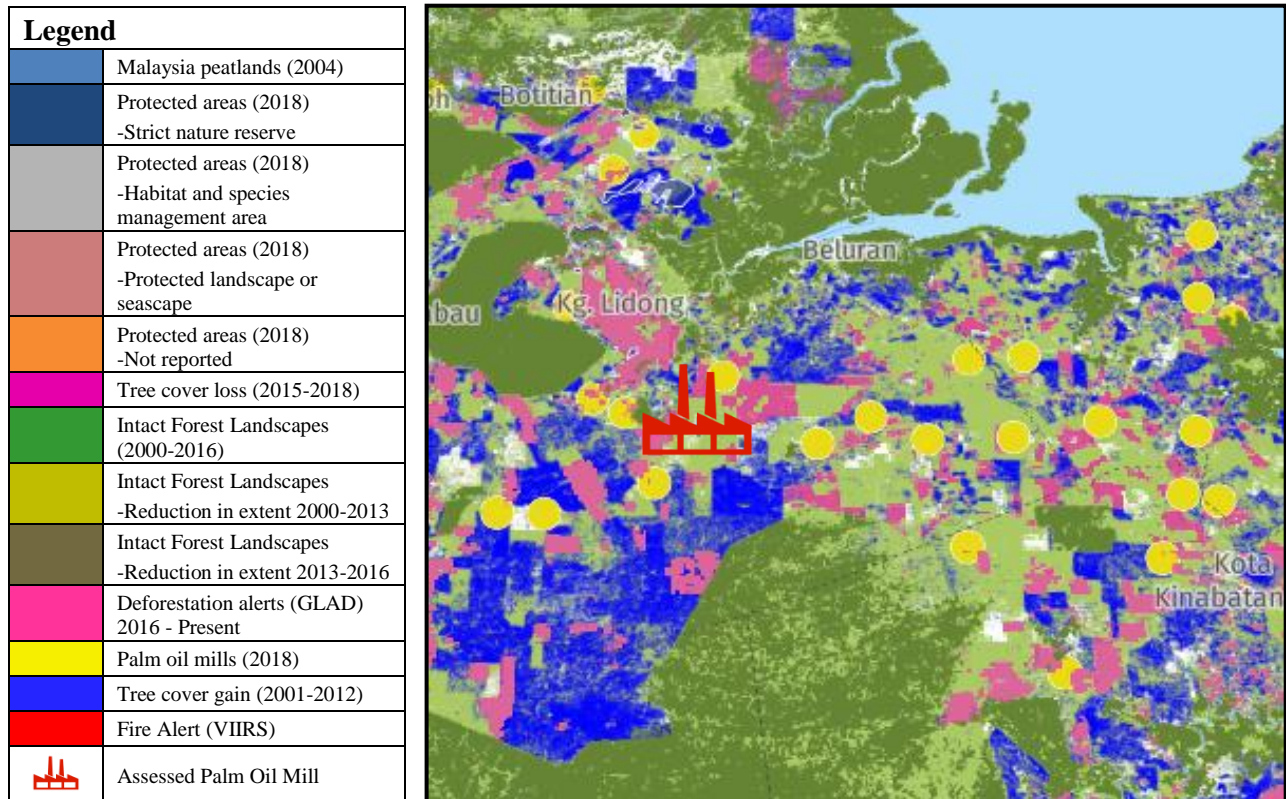 Legend
Malaysia peatlands (2004)
Protected areas (2018)
-Strict nature reserve
Protected areas (2018)
-Habitat and species
management area
Protected areas (2018)
-Protected landscape or
seascape
Protected areas (2018)
-Not reported
Tree cover loss (2015-2018)
Intact Forest Landscapes
(2000-2016)
Intact Forest Landscapes
-Reduction in extent 2000-2013
Intact Forest Landscapes
-Reduction in extent 2013-2016
Deforestation alerts (GLAD)
2016 - Present
Palm oil mills (2018)
Tree cover gain (2001-2012)
Fire Alert (VIIRS)
Assessed Palm Oil Mill
ph
Botitian
Beluran
Kg. Lidong
bau
Kota
Kinabatan